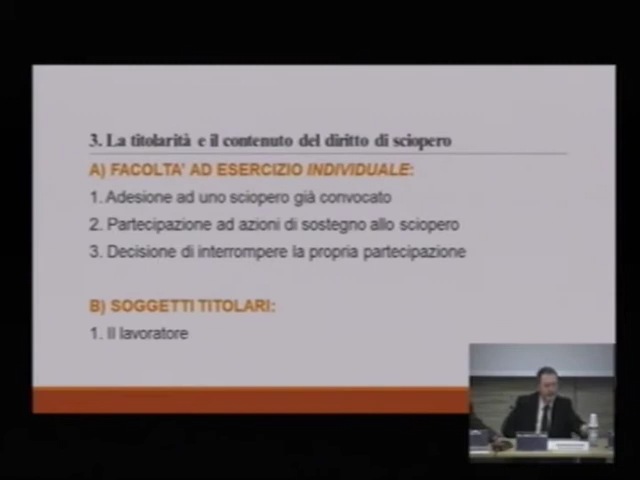 3. La titolarità e il contenuto del diritto di sciopero
A) FACOLTA' AD ESERCIZIO INDIVIDUALE:
1. Adesione ad uno sciopero già convocato
2. Partecipazione ad azioni di sostegno allo sciopero
3. Decisione di interrompere la propria partecipazione
B) SOGGETTI TITOLARI:
1. Il lavoratore